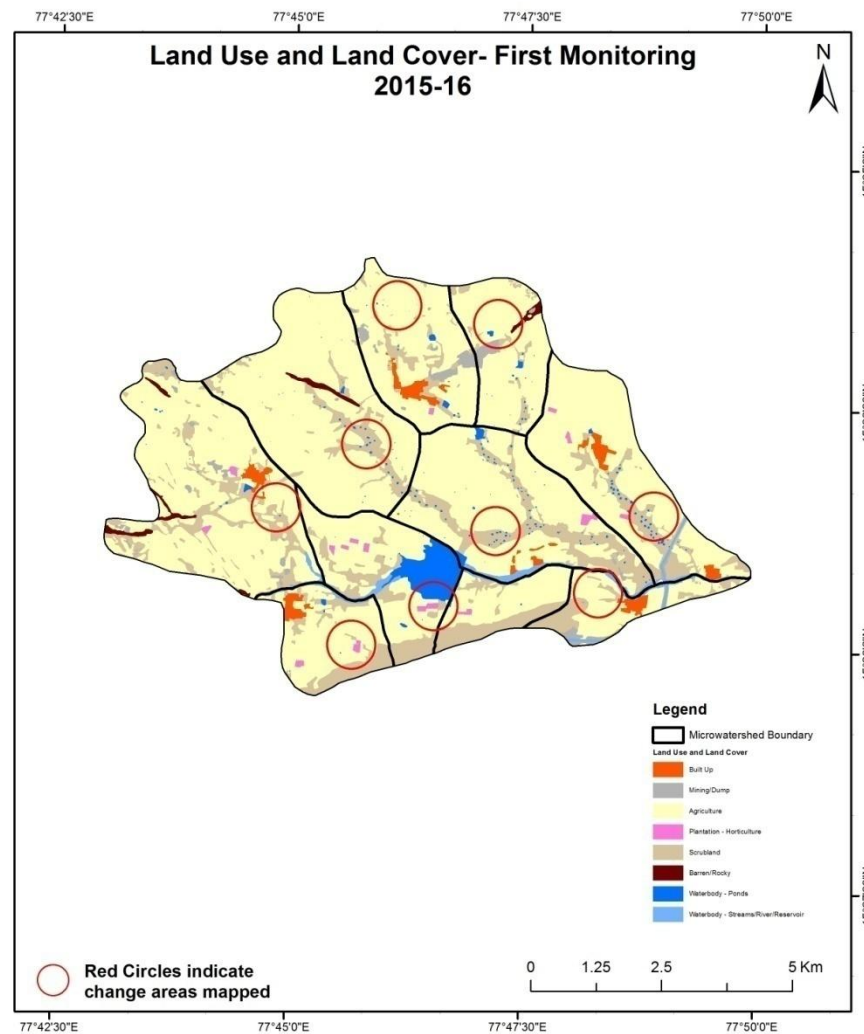 77°42'30"E 77°45'0"E 77°47'30"E 77°50'0"E
Land Use and Land Cover- First Monitoring
2015-16
N
Legend
Microwatershed Boundary
Land Use and Land Cover
Built Up
Mining/Dump
Agriculture
Plantation - Horticulture
Scrubland
Barren/Rocky
Waterbody - Ponds
Waterbody - Streams/River/Reservoir
Red Circles indicate
change areas mapped
0 1.25 2.5 5 Km
77°42'30"E 77°45'0"E 77°47'30"E 77°50'0"E